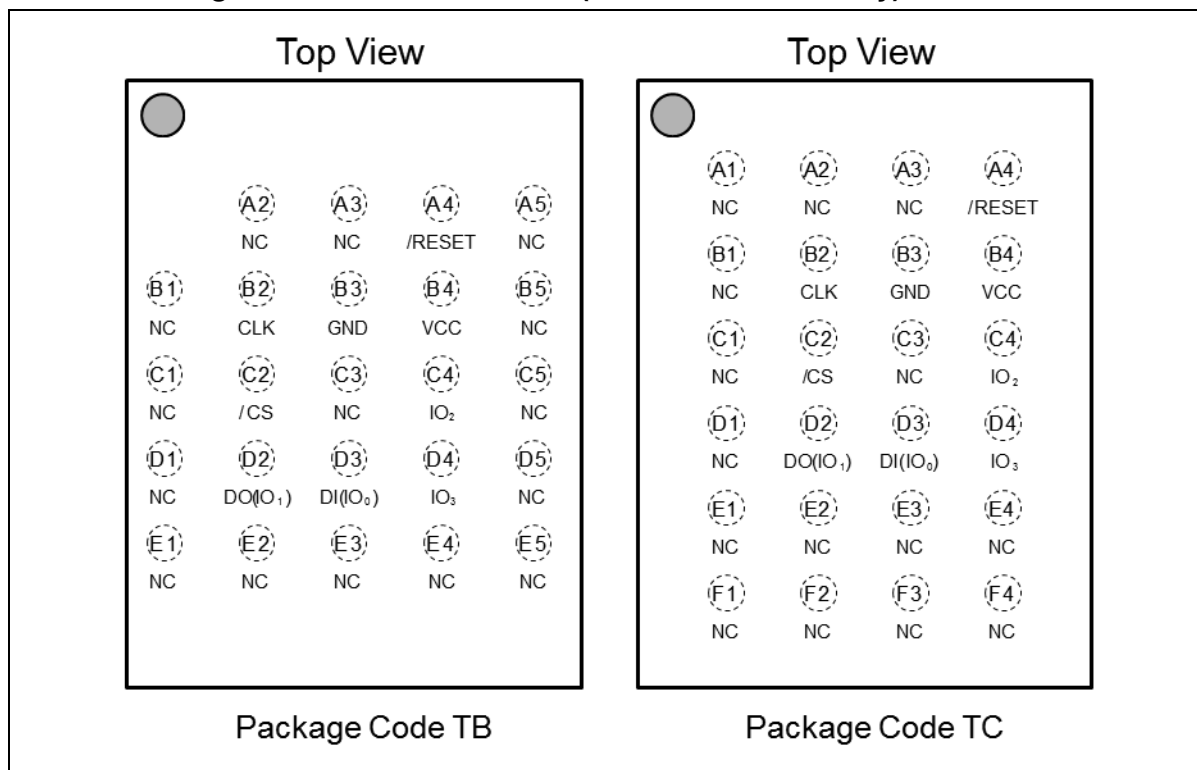 Top View
A2 A3 A4 A5
NC NC /RESET NC
B1 B2 B3 B4 B5
NC CLK GND VCC NC
C1 C2 C3 C4 C5
NC /CS NC IO₂ NC
D1 D2 D3 D4 D5
NC DO(IO₁) DI(IO₀) IO₃ NC
E1 E2 E3 E4 E5
NC NC NC NC NC
Package Code TB
Top View
A1 A2 A3 A4
NC NC NC /RESET
B1 B2 B3 B4
NC CLK GND VCC
C1 C2 C3 C4
NC /CS NC IO₂
D1 D2 D3 D4
NC DO(IO₁) DI(IO₀) IO₃
E1 E2 E3 E4
NC NC NC NC
F1 F2 F3 F4
NC NC NC NC
Package Code TC